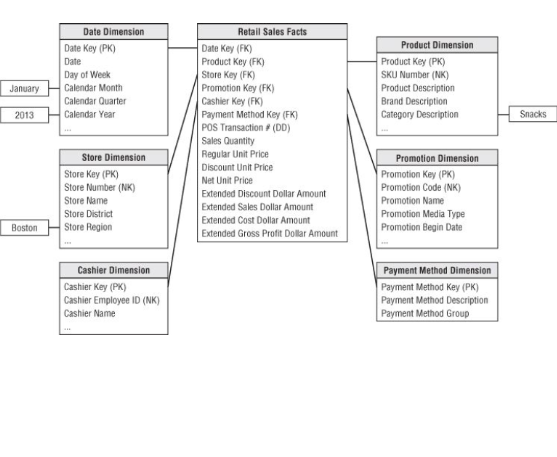 Date Dimension
Date Key (PK)
Date
Day of Week
Calendar Month
Calendar Quarter
Calendar Year
...
January
2013
Store Dimension
Store Key (PK)
Store Number (NK)
Store Name
Store District
Store Region
...
Boston
Cashier Dimension
Cashier Key (PK)
Cashier Employee ID (NK)
Cashier Name
...
Retail Sales Facts
Date Key (FK)
Product Key (FK)
Store Key (FK)
Promotion Key (FK)
Cashier Key (FK)
Payment Method Key (FK)
POS Transaction # (DD)
Sales Quantity
Regular Unit Price
Discount Unit Price
Net Unit Price
Extended Discount Dollar Amount
Extended Sales Dollar Amount
Extended Cost Dollar Amount
Extended Gross Profit Dollar Amount
Product Dimension
Product Key (PK)
SKU Number (NK)
Product Description
Brand Description
Category Description
...
Snacks
Promotion Dimension
Promotion Key (PK)
Promotion Code (NK)
Promotion Name
Promotion Media Type
Promotion Begin Date
...
Payment Method Dimension
Payment Method Key (PK)
Payment Method Description
Payment Method Group